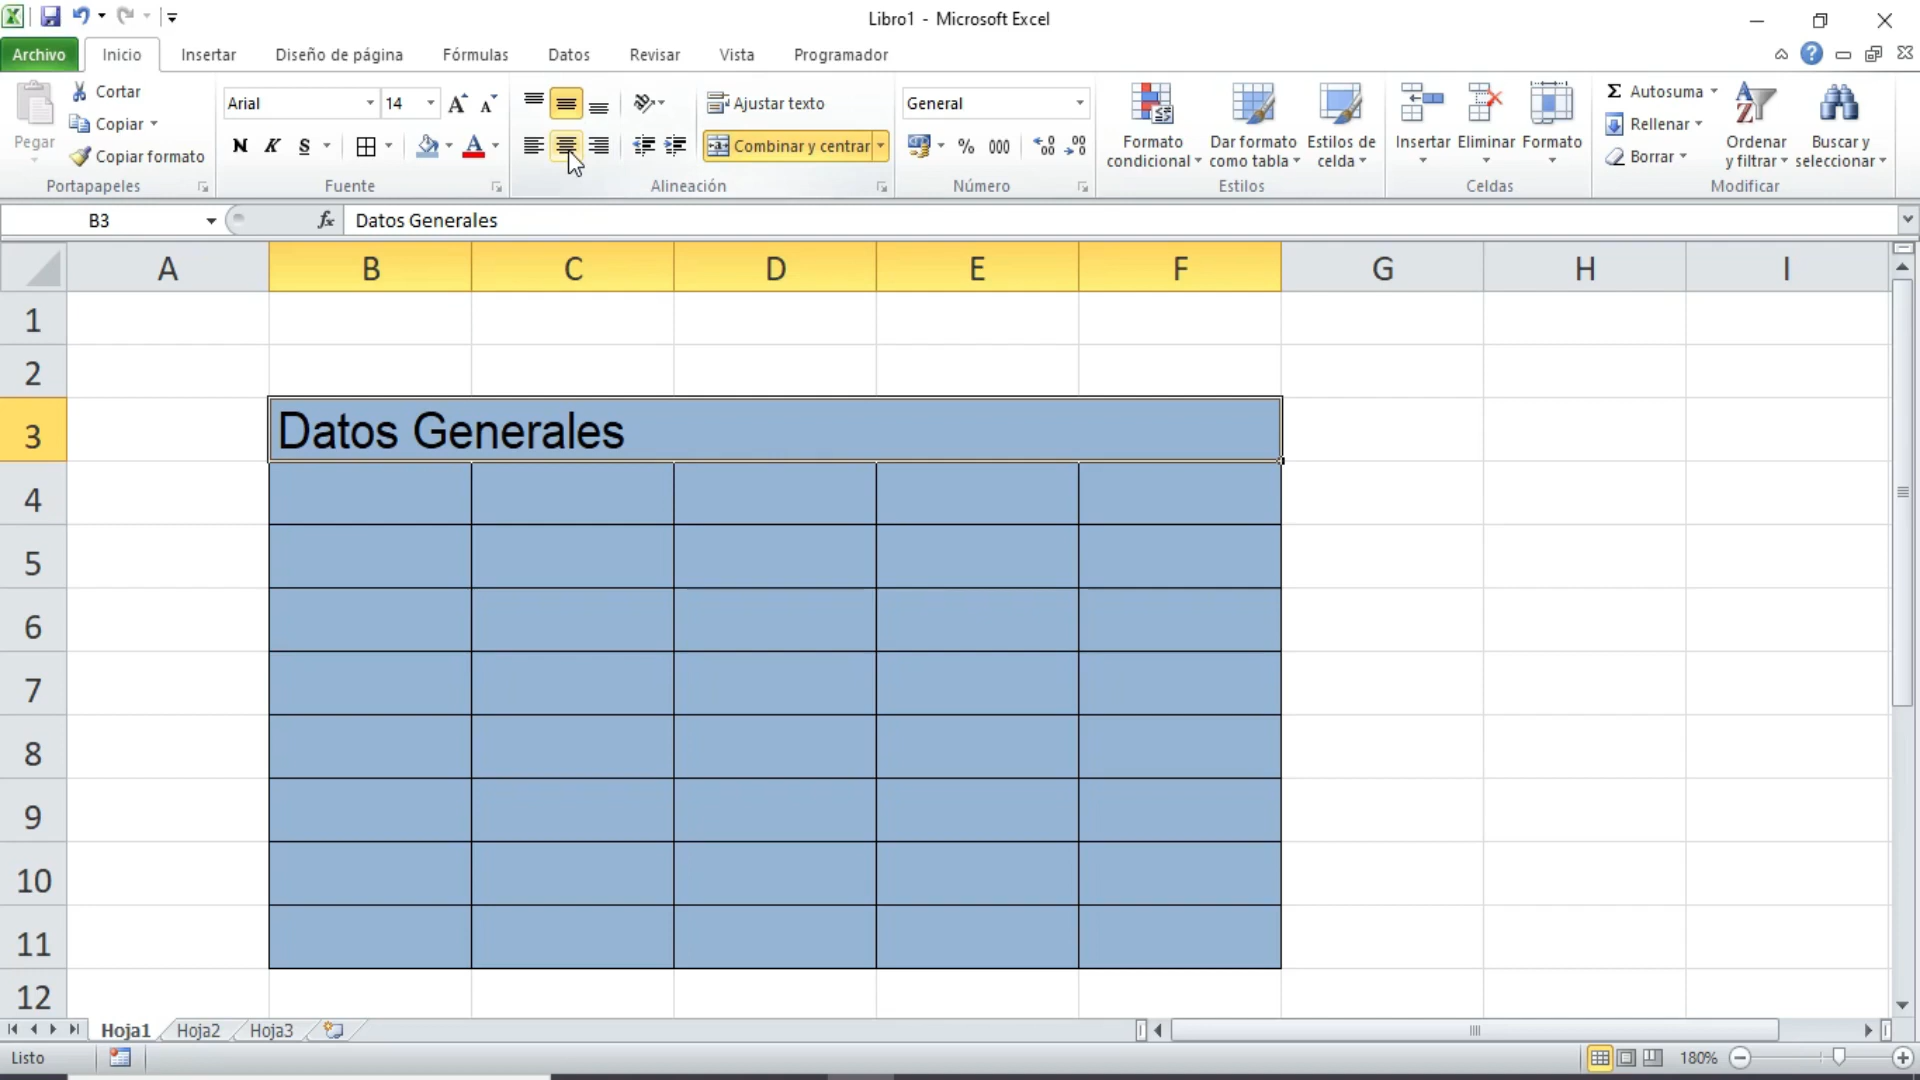 Libro1 - Microsoft Excel
Archivo Inicio Insertar Diseño de página Fórmulas Datos Revisar Vista Programador
Cortar
Copiar
Copiar formato
Pegar
Portapapeles
Arial 14
N K S
Fuente
Ajustar texto
Combinar y centrar
Alineación
General
% 000
Número
Formato condicional
Dar formato como tabla
Estilos de celda
Estilos
Insertar Eliminar Formato
Celdas
Σ Autosuma
Rellenar
Borrar
Ordenar y filtrar
Buscar y seleccionar
Modificar
B3 fx Datos Generales
A B C D E F G H I
1
2
3 Datos Generales
4
5
6
7
8
9
10
11
12
Hoja1 Hoja2 Hoja3
Listo 180%